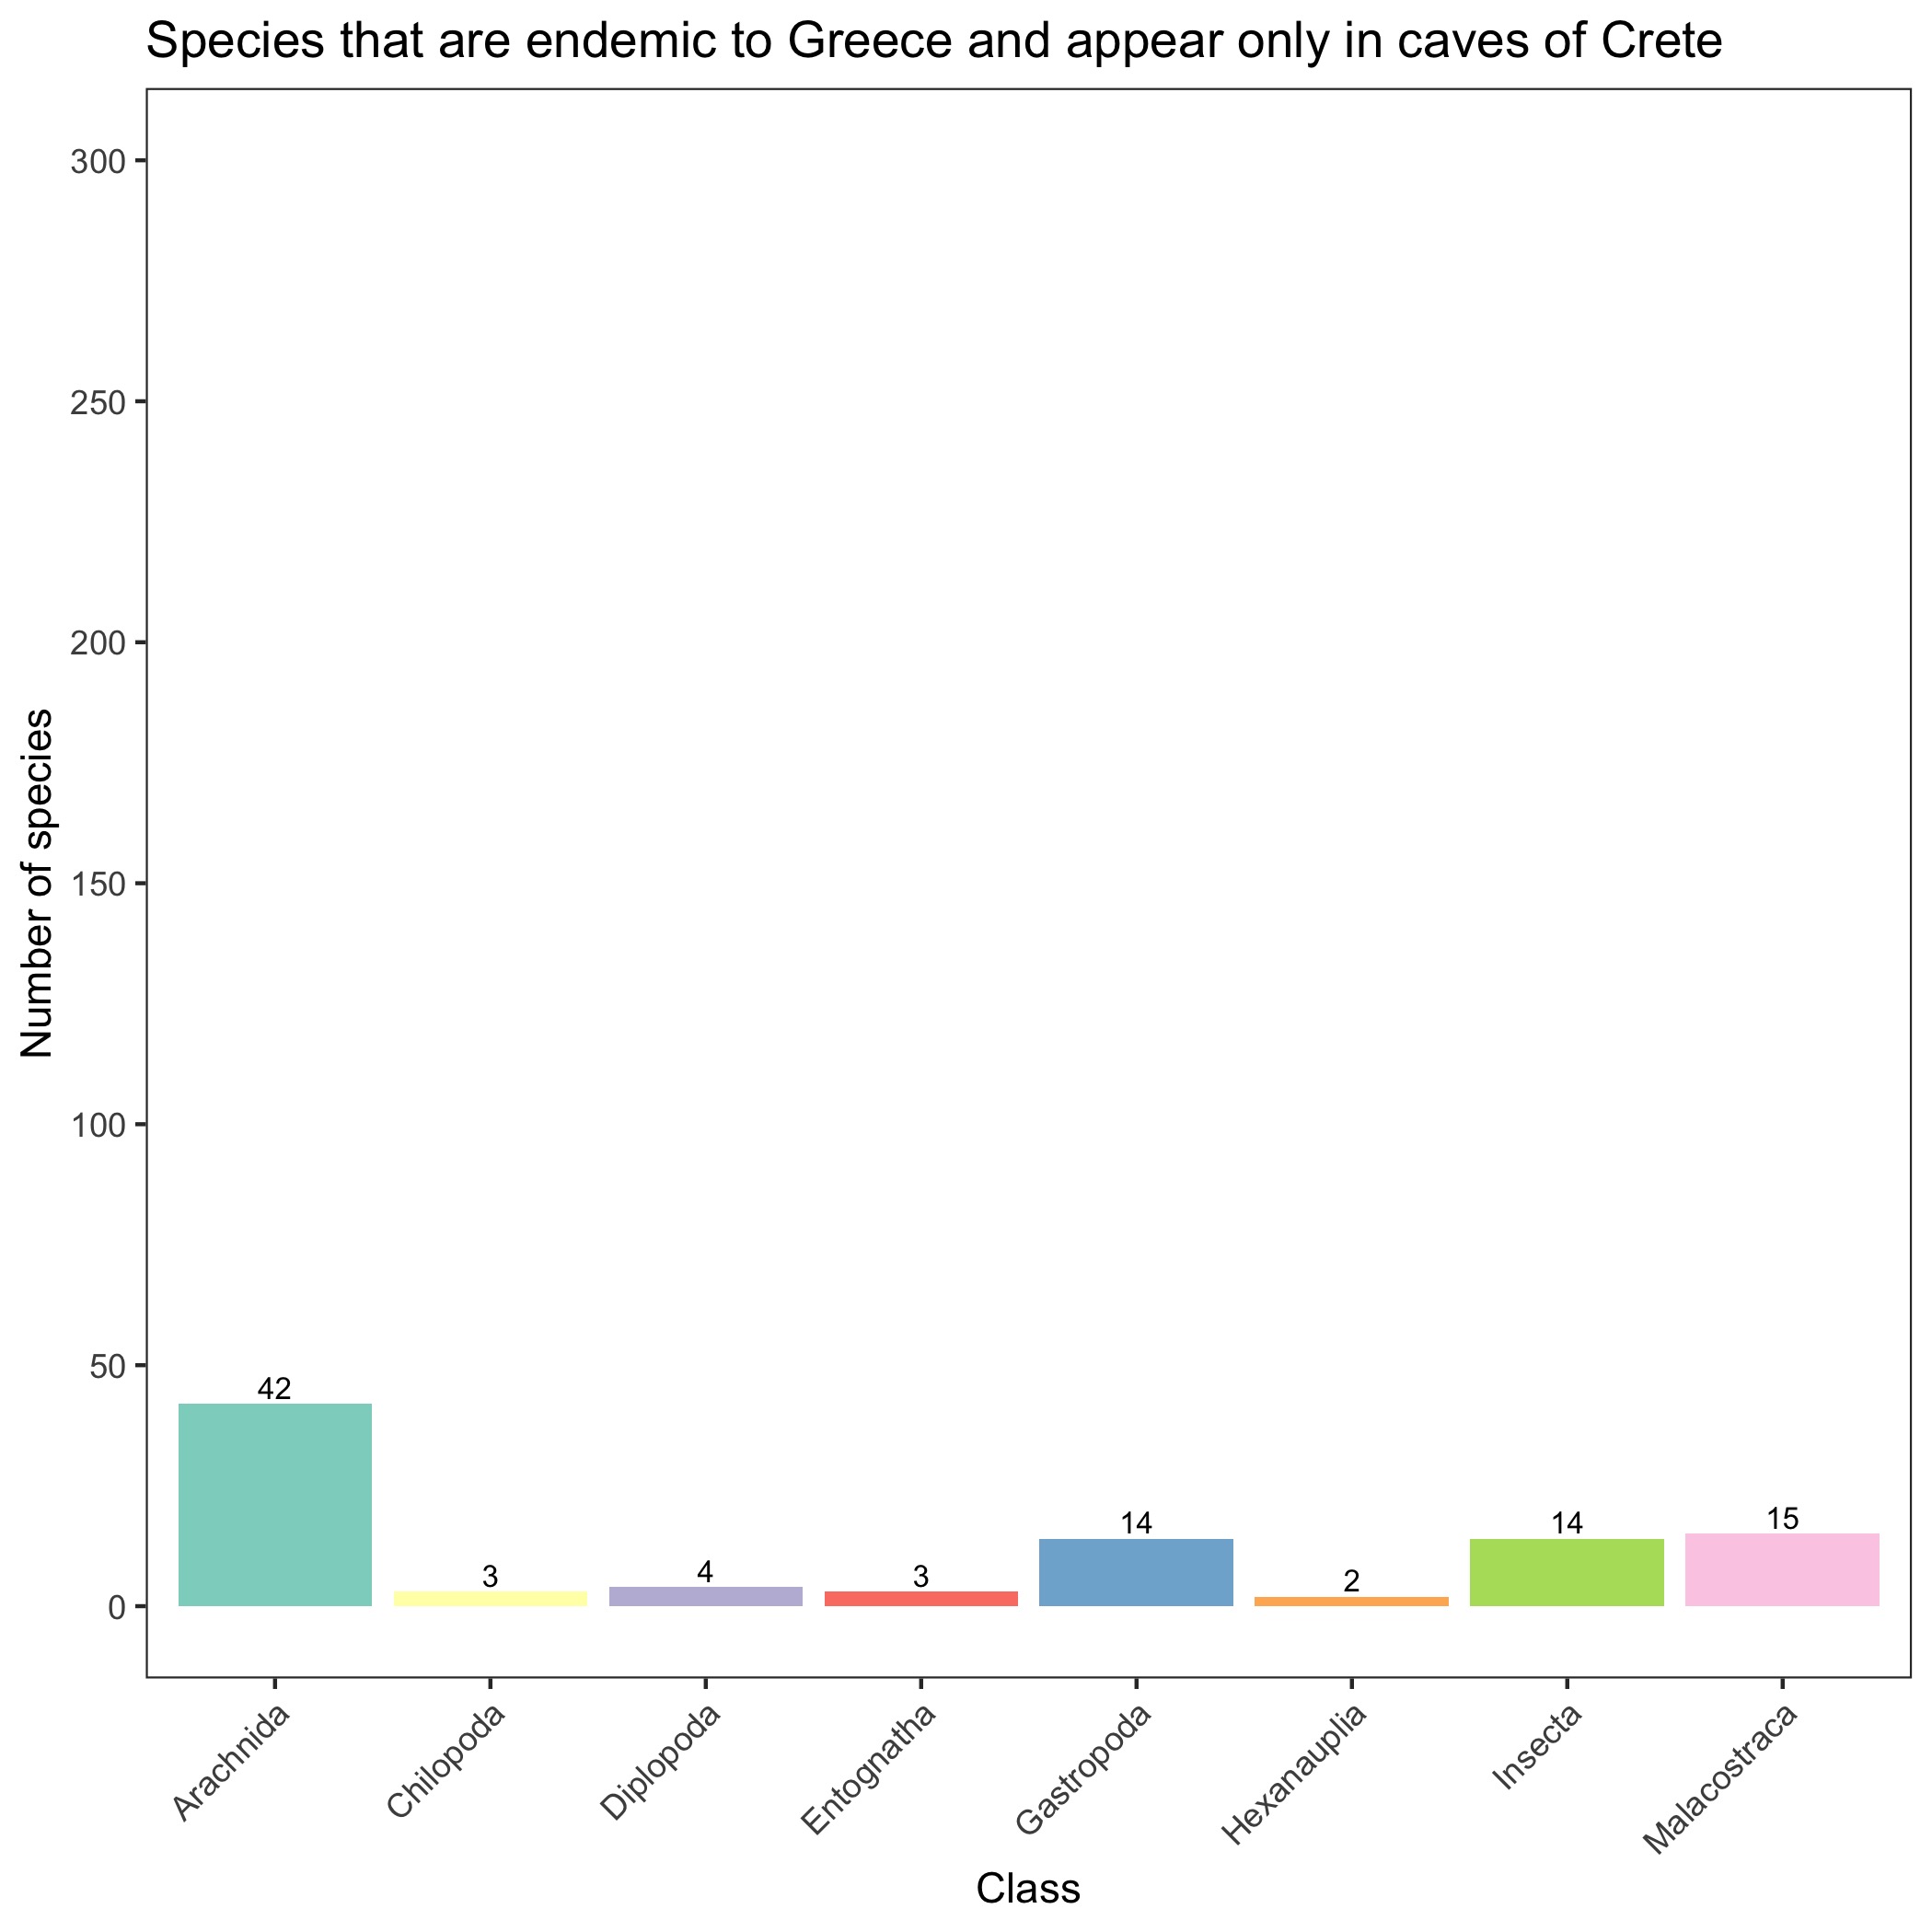 Species that are endemic to Greece and appear only in caves of Crete
Number of species
300
250
200
150
100
50
0
42
3
4
3
14
2
14
15
Arachnida
Chilopoda
Diplopoda
Entognatha
Gastropoda
Hexanauplia
Insecta
Malacostraca
Class